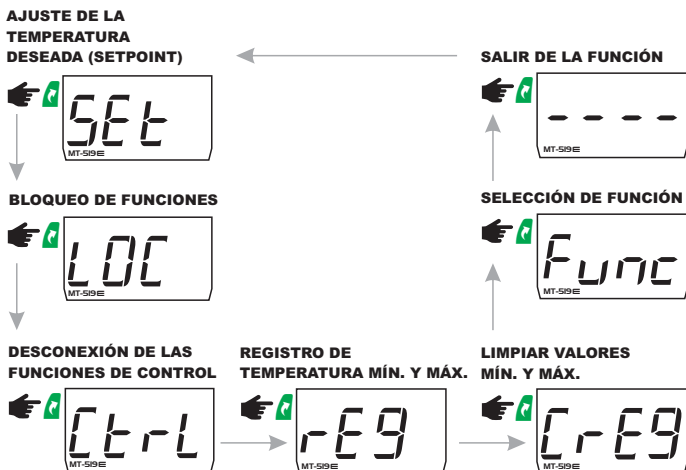 AJUSTE DE LA
TEMPERATURA
DESEADA (SETPOINT)
SEt
MT-519E
BLOQUEO DE FUNCIONES
LOC
MT-519E
DESCONEXIÓN DE LAS
FUNCIONES DE CONTROL
CtrL
MT-519E
REGISTRO DE
TEMPERATURA MÍN. Y MÁX.
rEg
MT-519E
LIMPIAR VALORES
MÍN. Y MÁX.
CrEg
MT-519E
SELECCIÓN DE FUNCIÓN
Func
MT-519E
SALIR DE LA FUNCIÓN
- - - -
MT-519E